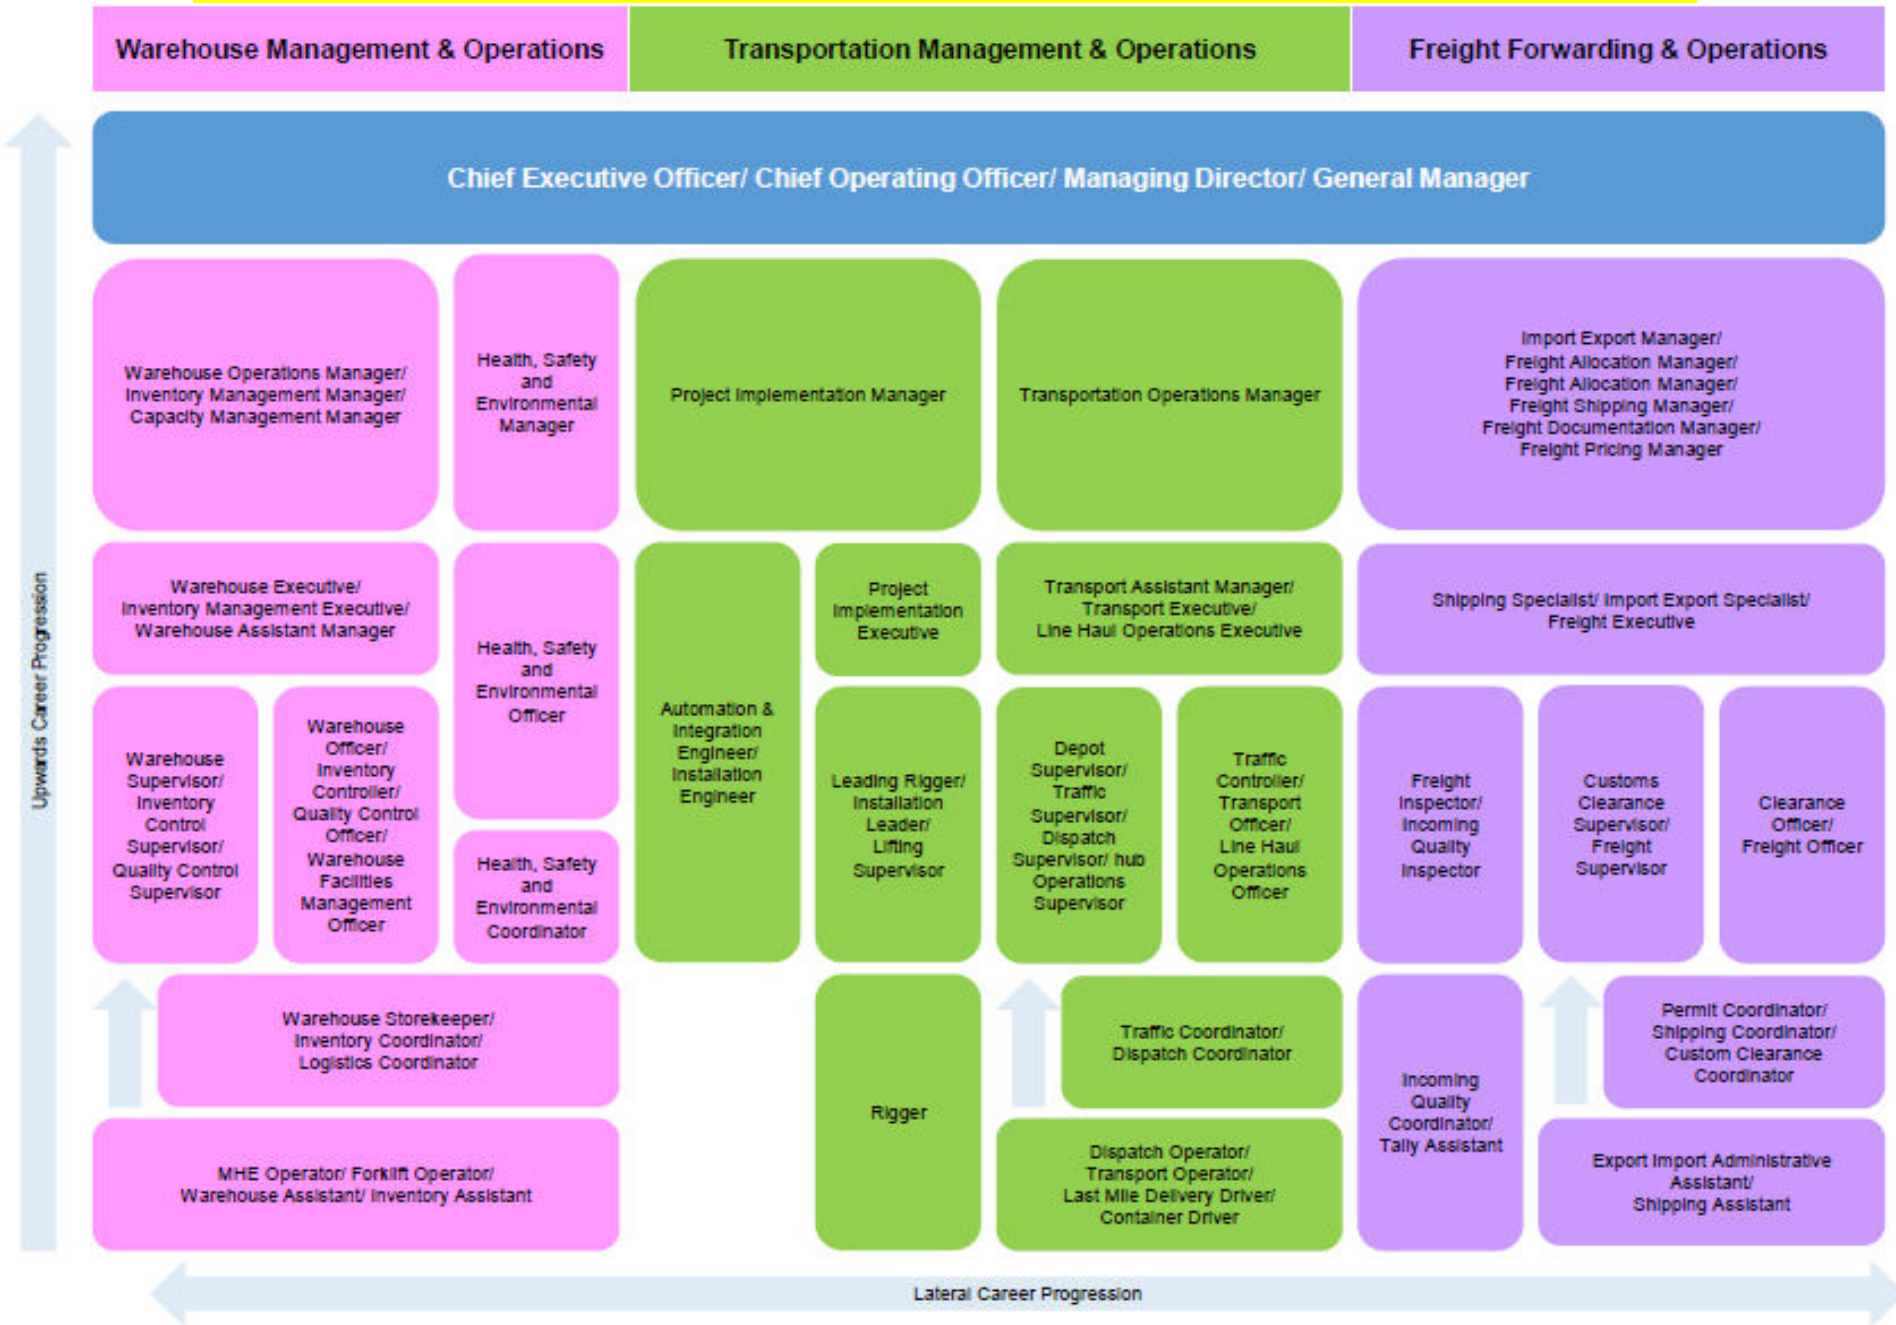 Warehouse Management & Operations
Transportation Management & Operations
Freight Forwarding & Operations
Chief Executive Officer/ Chief Operating Officer/ Managing Director/ General Manager
Warehouse Operations Manager/
Inventory Management Manager/
Capacity Management Manager
Health, Safety
and
Environmental
Manager
Project Implementation Manager
Transportation Operations Manager
Import Export Manager/
Freight Allocation Manager/
Freight Allocation Manager/
Freight Shipping Manager/
Freight Documentation Manager/
Freight Pricing Manager
Warehouse Executive/
Inventory Management Executive/
Warehouse Assistant Manager
Health, Safety
and
Environmental
Officer
Automation &
Integration
Engineer/
Installation
Engineer
Project
Implementation
Executive
Transport Assistant Manager/
Transport Executive/
Line Haul Operations Executive
Shipping Specialist/ Import Export Specialist/
Freight Executive
Warehouse
Supervisor/
Inventory
Control
Supervisor/
Quality Control
Supervisor
Warehouse
Officer/
Inventory
Controller/
Quality Control
Officer/
Warehouse
Facilities
Management
Officer
Health, Safety
and
Environmental
Coordinator
Leading Rigger/
Installation
Leader/
Lifting
Supervisor
Depot
Supervisor/
Traffic
Supervisor/
Dispatch
Supervisor/ hub
Operations
Supervisor
Traffic
Controller/
Transport
Officer/
Line Haul
Operations
Officer
Freight
Inspector/
Incoming
Quality
Inspector
Customs
Clearance
Supervisor/
Freight
Supervisor
Clearance
Officer/
Freight Officer
Warehouse Storekeeper/
Inventory Coordinator/
Logistics Coordinator
Rigger
Traffic Coordinator/
Dispatch Coordinator
Incoming
Quality
Coordinator/
Tally Assistant
Permit Coordinator/
Shipping Coordinator/
Custom Clearance
Coordinator
MHE Operator/ Forklift Operator/
Warehouse Assistant/ Inventory Assistant
Dispatch Operator/
Transport Operator/
Last Mile Delivery Driver/
Container Driver
Export Import Administrative
Assistant/
Shipping Assistant
Upwards Career Progression
Lateral Career Progression